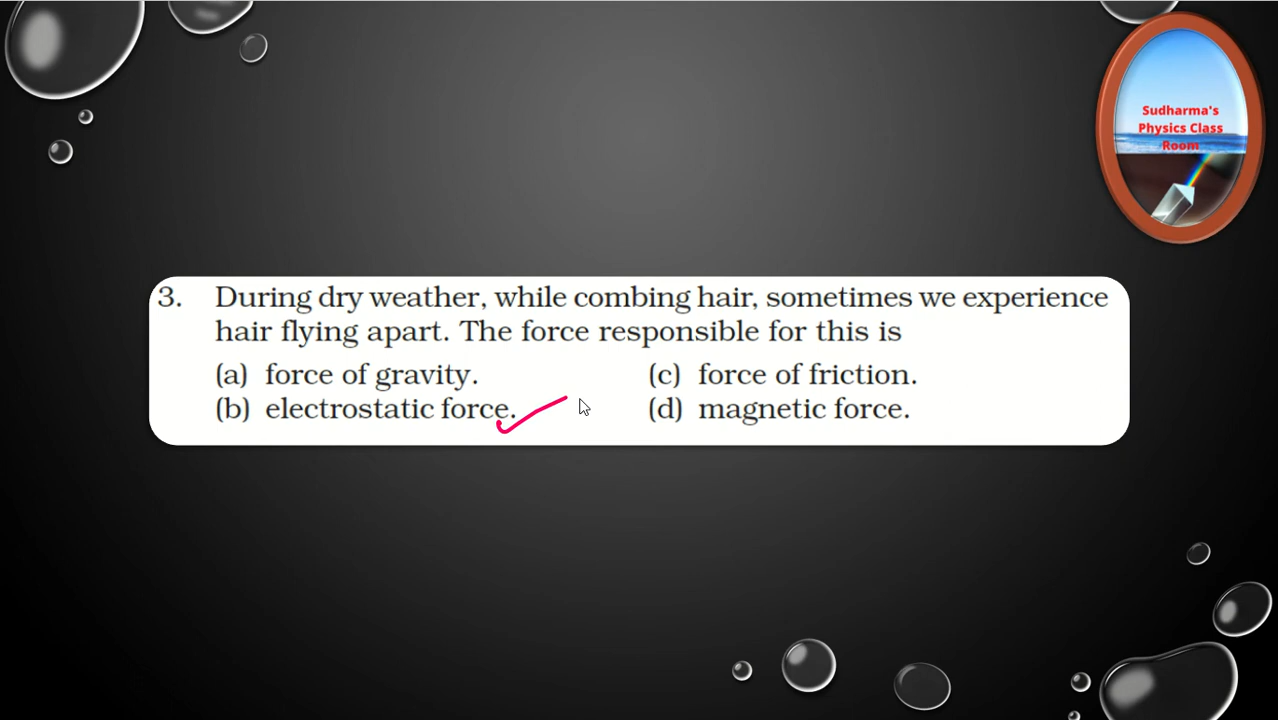 Sudharma's
Physics Class
Room
3. During dry weather, while combing hair, sometimes we experience
hair flying apart. The force responsible for this is
(a) force of gravity. (c) force of friction.
(b) electrostatic force. (d) magnetic force.